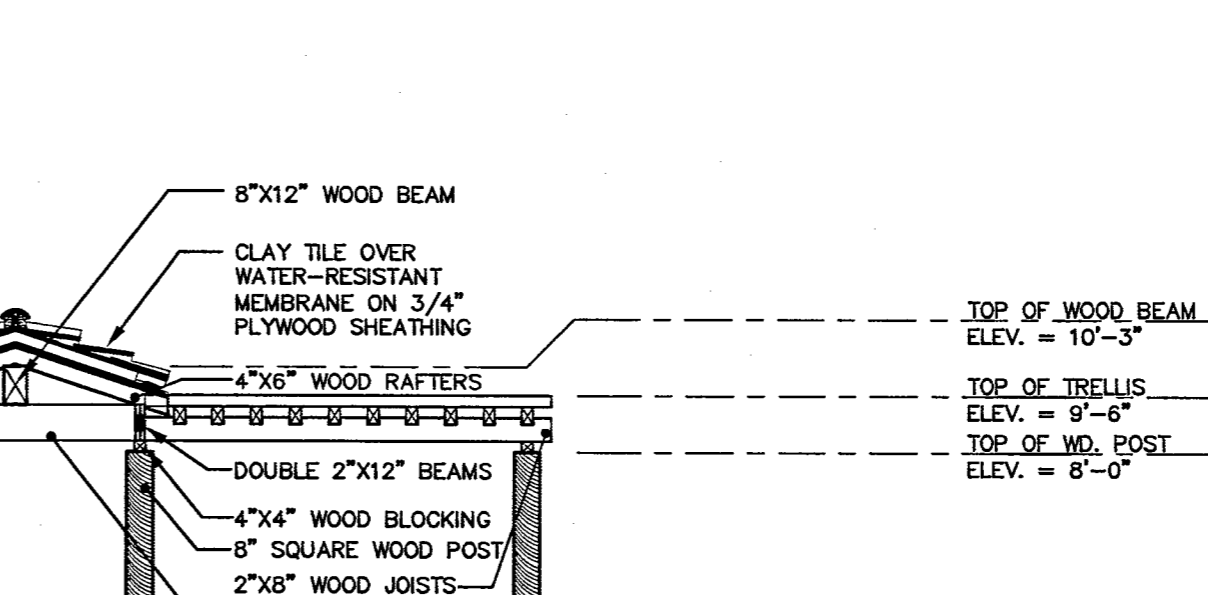 8"X12" WOOD BEAM
CLAY TILE OVER
WATER-RESISTANT
MEMBRANE ON 3/4"
PLYWOOD SHEATHING
TOP OF WOOD BEAM
ELEV. = 10'-3"
4"X6" WOOD RAFTERS
TOP OF TRELLIS
ELEV. = 9'-6"
TOP OF WD. POST
ELEV. = 8'-0"
DOUBLE 2"X12" BEAMS
4"X4" WOOD BLOCKING
8" SQUARE WOOD POST
2"X8" WOOD JOISTS